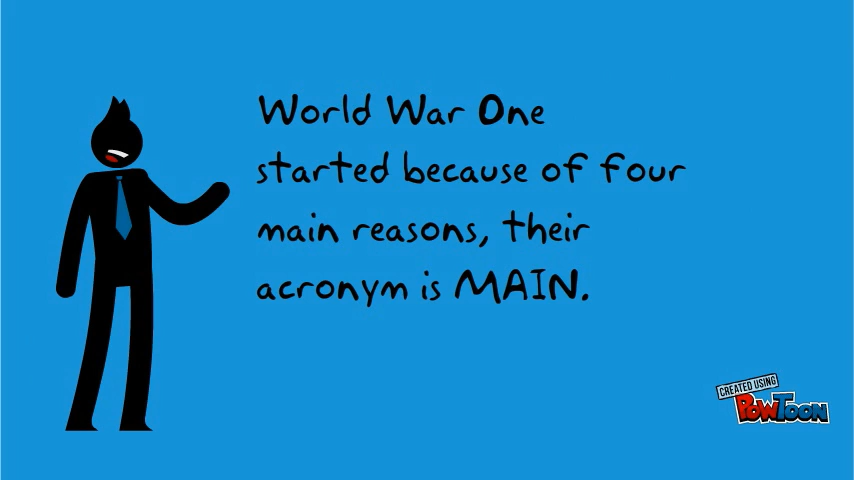 World War One
started because of four
main reasons, their
acronym is MAIN.
CREATED USING
POWTOON